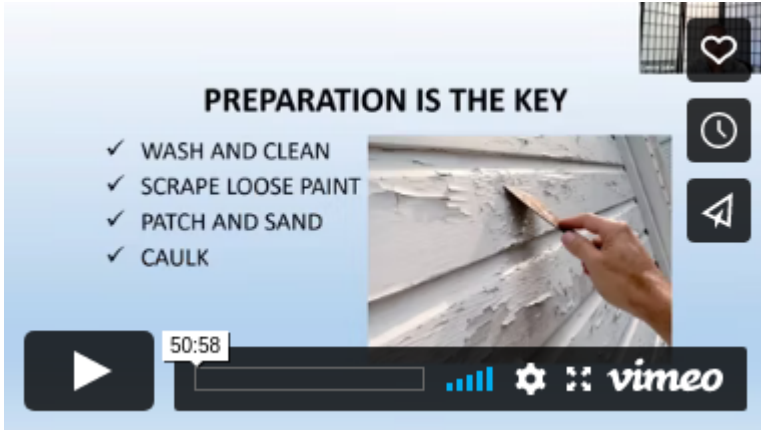 PREPARATION IS THE KEY
✓ WASH AND CLEAN
✓ SCRAPE LOOSE PAINT
✓ PATCH AND SAND
✓ CAULK
50:58
vimeo